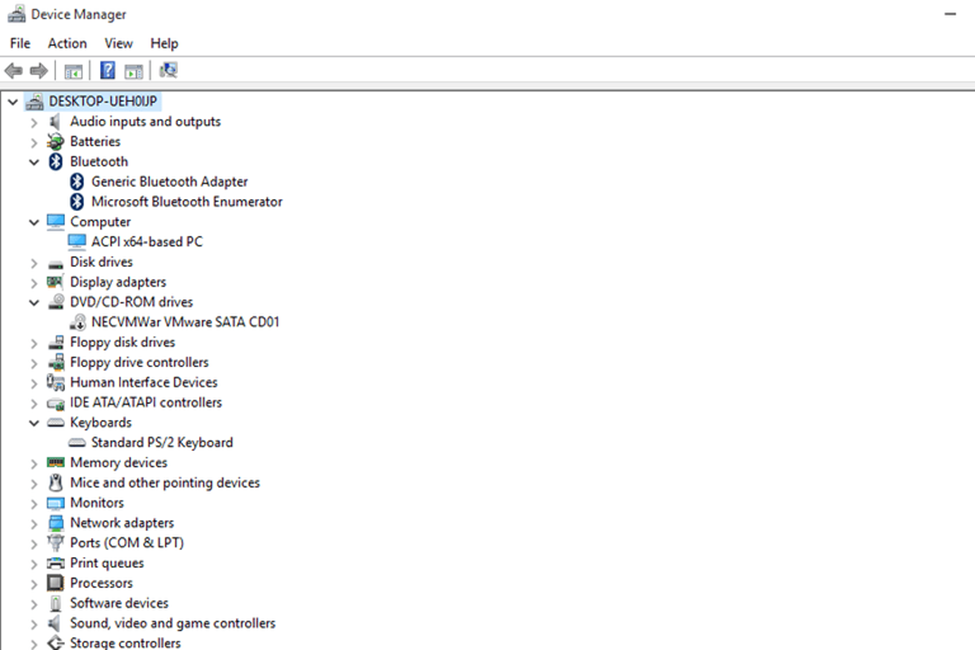 Device Manager
File Action View Help
DESKTOP-UEH0IJP
Audio inputs and outputs
Batteries
Bluetooth
Generic Bluetooth Adapter
Microsoft Bluetooth Enumerator
Computer
ACPI x64-based PC
Disk drives
Display adapters
DVD/CD-ROM drives
NECVMWar VMware SATA CD01
Floppy disk drives
Floppy drive controllers
Human Interface Devices
IDE ATA/ATAPI controllers
Keyboards
Standard PS/2 Keyboard
Memory devices
Mice and other pointing devices
Monitors
Network adapters
Ports (COM & LPT)
Print queues
Processors
Software devices
Sound, video and game controllers
Storage controllers